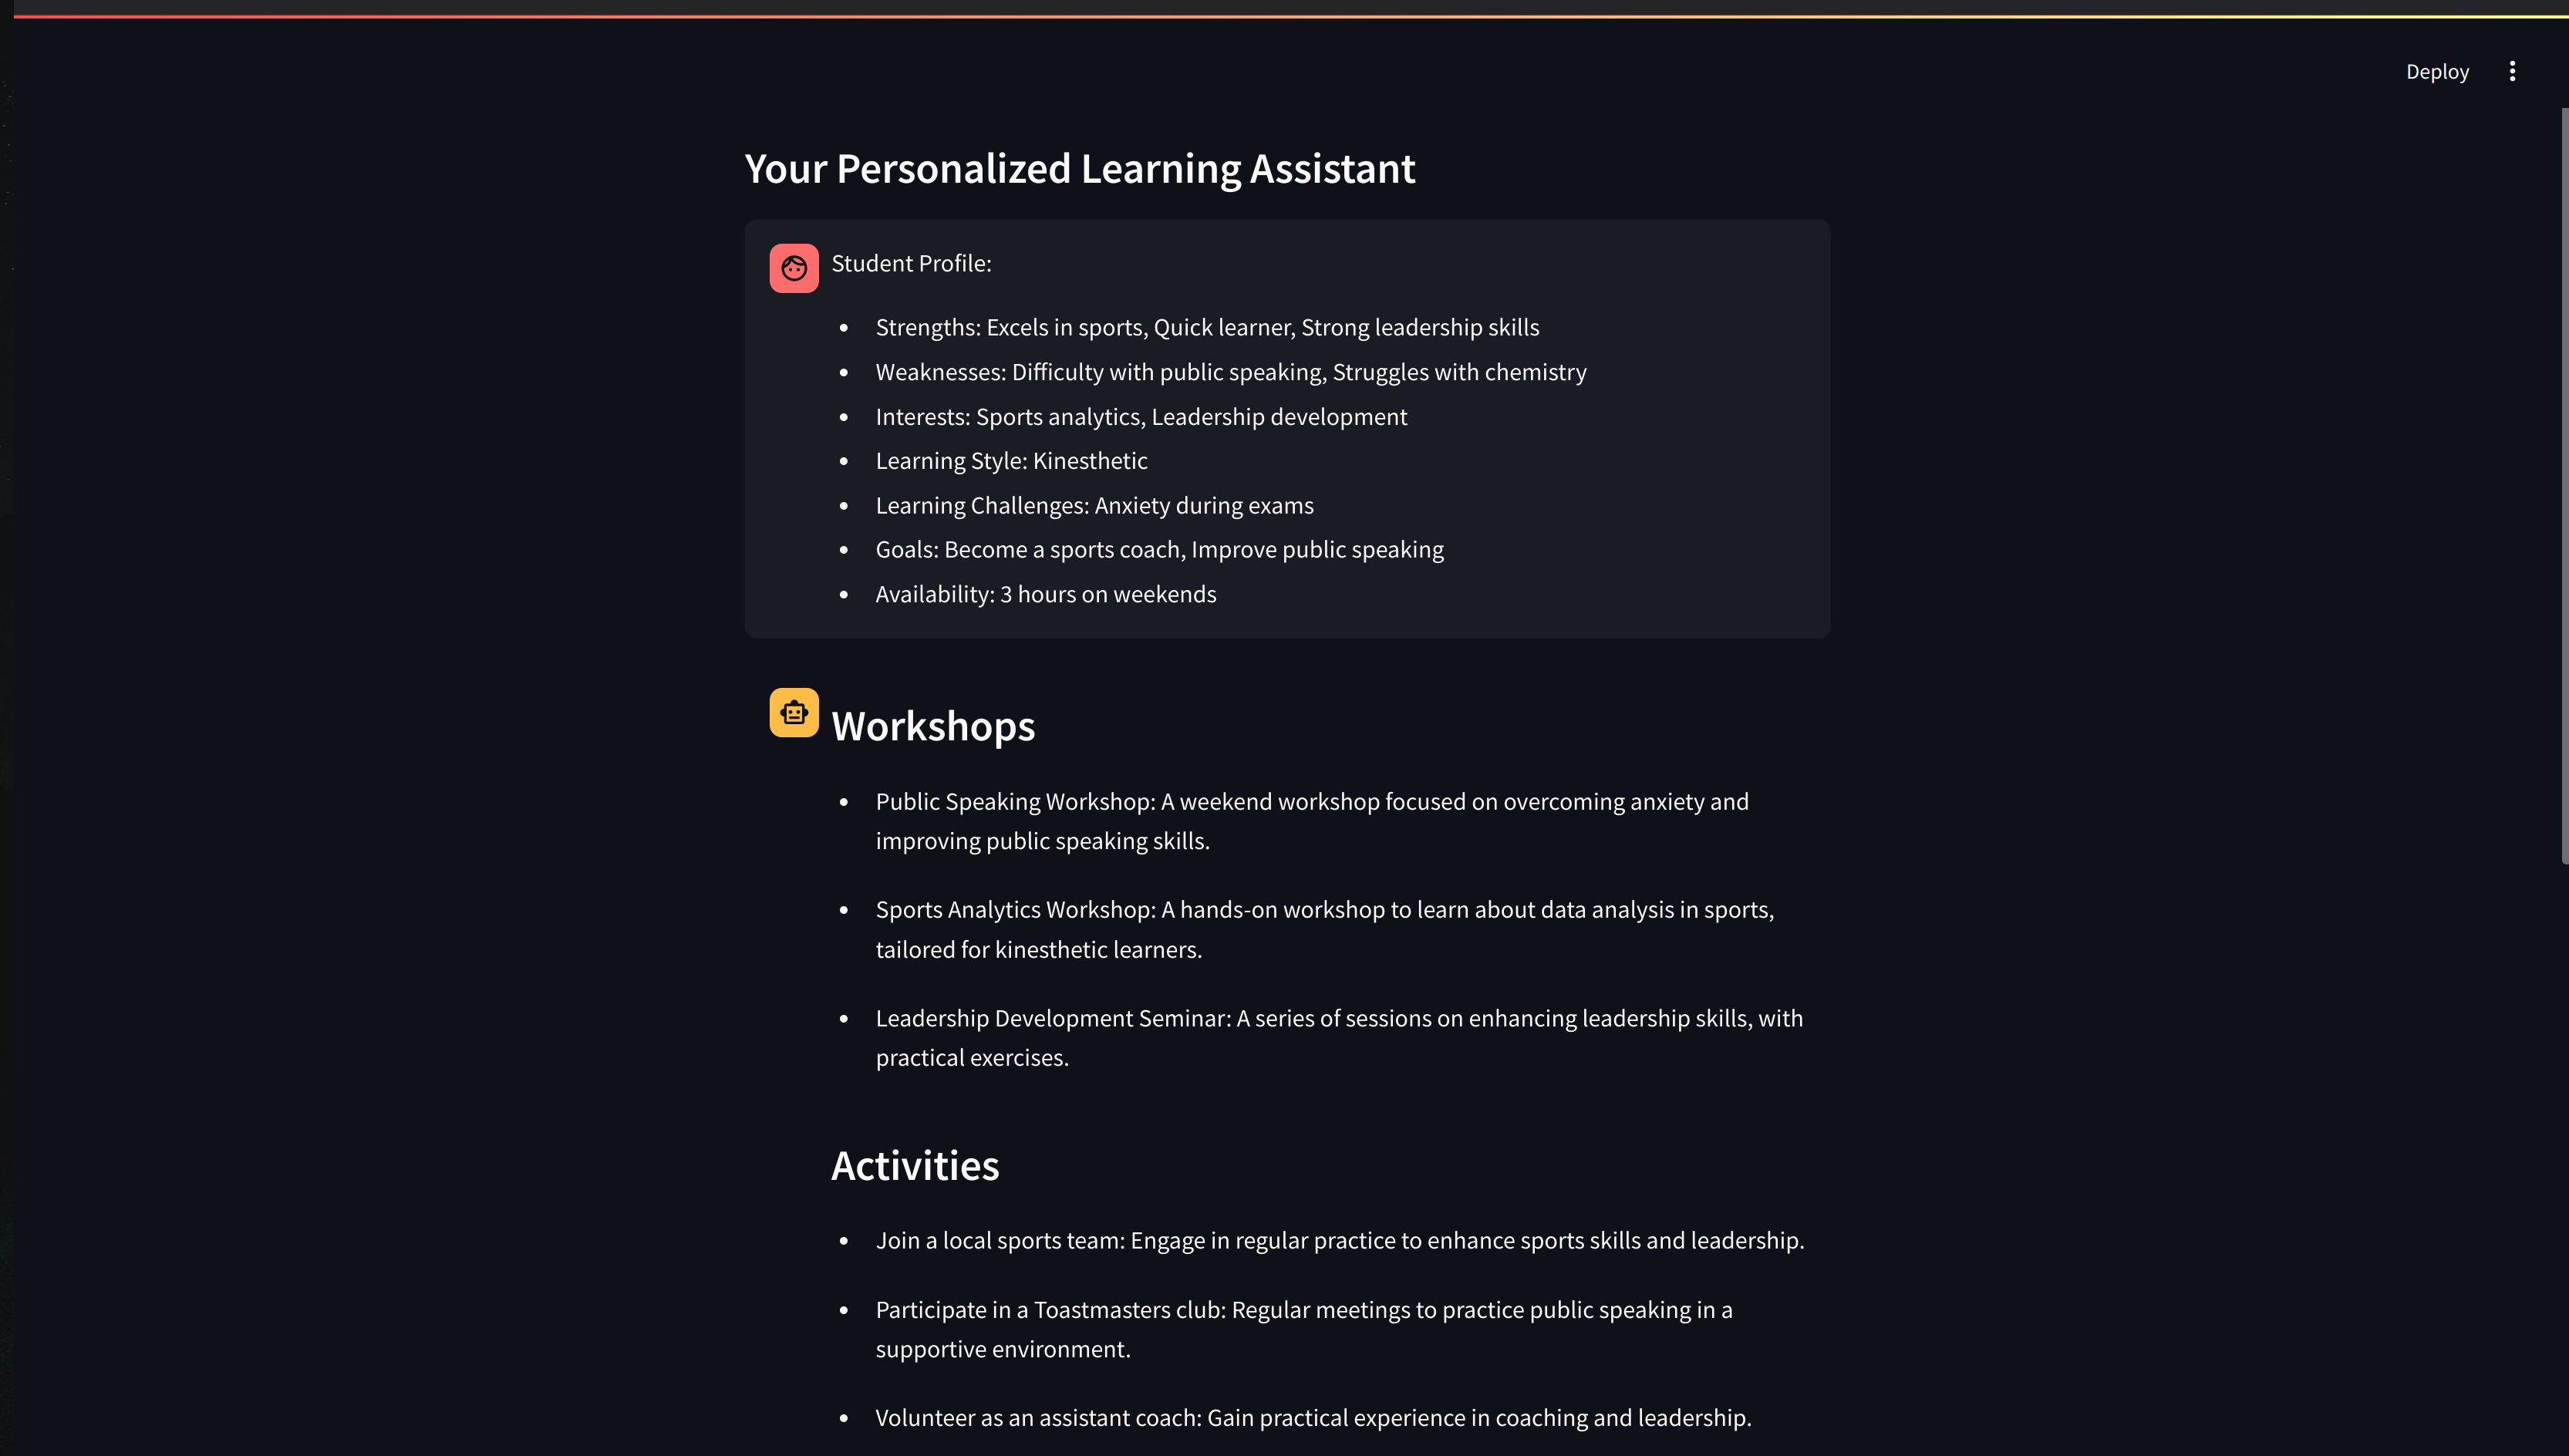 Deploy
Your Personalized Learning Assistant
Student Profile:
• Strengths: Excels in sports, Quick learner, Strong leadership skills
• Weaknesses: Difficulty with public speaking, Struggles with chemistry
• Interests: Sports analytics, Leadership development
• Learning Style: Kinesthetic
• Learning Challenges: Anxiety during exams
• Goals: Become a sports coach, Improve public speaking
• Availability: 3 hours on weekends
Workshops
• Public Speaking Workshop: A weekend workshop focused on overcoming anxiety and
improving public speaking skills.
• Sports Analytics Workshop: A hands-on workshop to learn about data analysis in sports,
tailored for kinesthetic learners.
• Leadership Development Seminar: A series of sessions on enhancing leadership skills, with
practical exercises.
Activities
• Join a local sports team: Engage in regular practice to enhance sports skills and leadership.
• Participate in a Toastmasters club: Regular meetings to practice public speaking in a
supportive environment.
• Volunteer as an assistant coach: Gain practical experience in coaching and leadership.